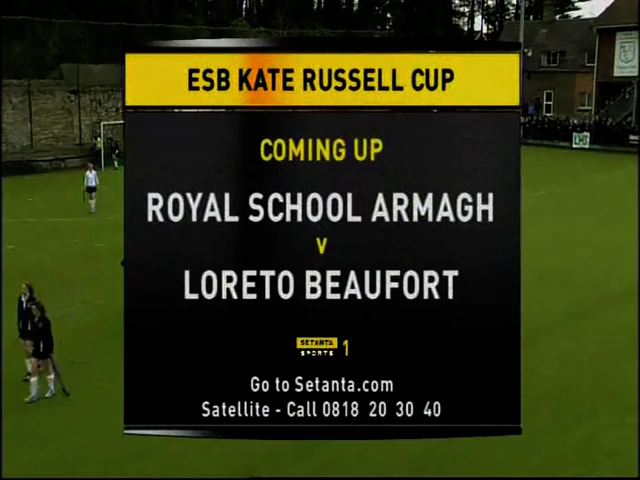 ESB KATE RUSSELL CUP
COMING UP
ROYAL SCHOOL ARMAGH
V
LORETO BEAUFORT
SETANTA
SPORTS 1
Go to Setanta.com
Satellite - Call 0818 20 30 40